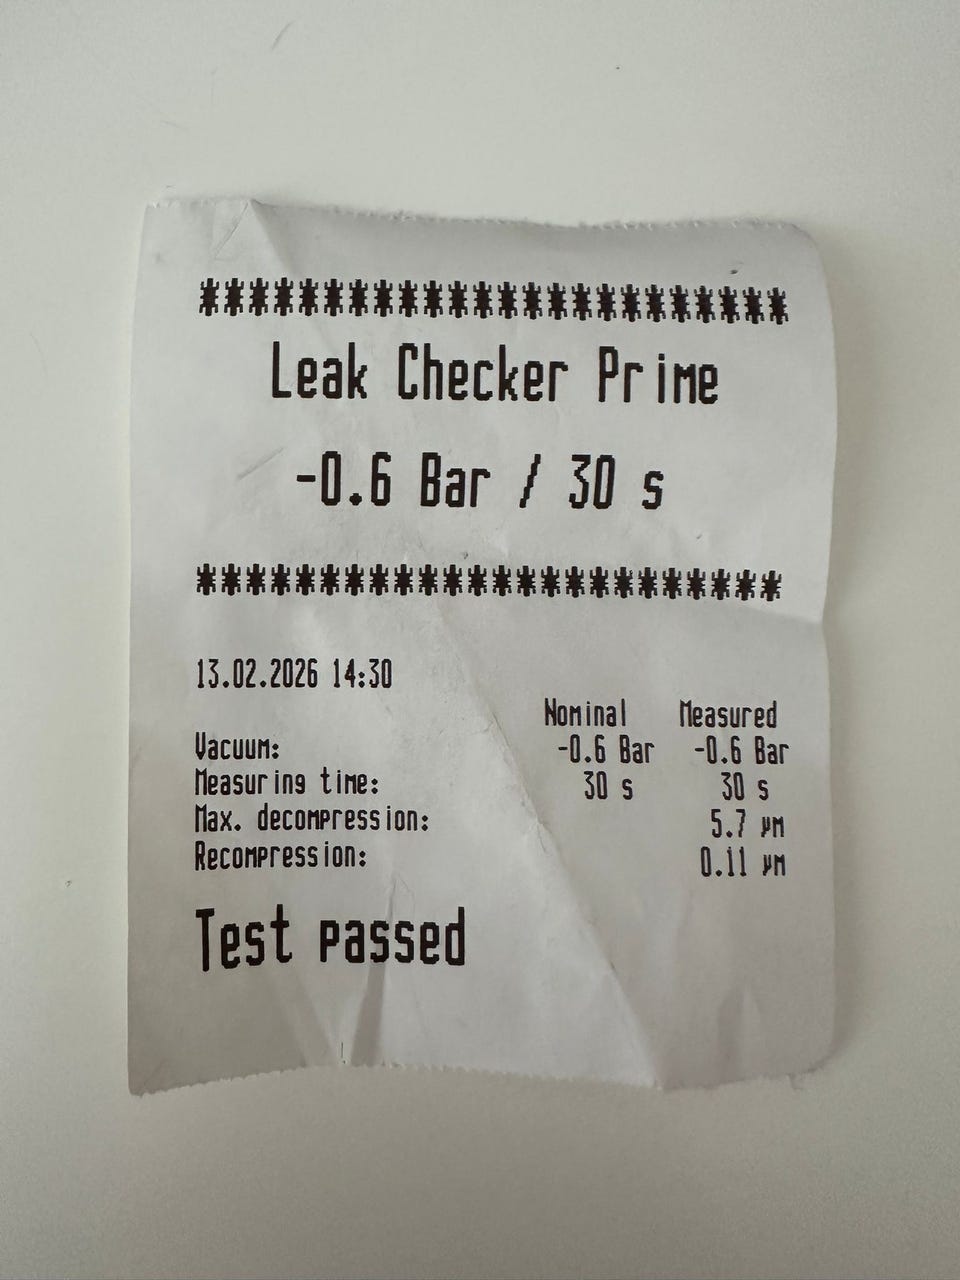 ************************
Leak Checker Prime
-0.6 Bar / 30 s
************************
13.02.2026 14:30
Nominal Measured
Vacuum: -0.6 Bar -0.6 Bar
Measuring time: 30 s 30 s
Max. decompression: 5.7 µm
Recompression: 0.11 µm
Test passed